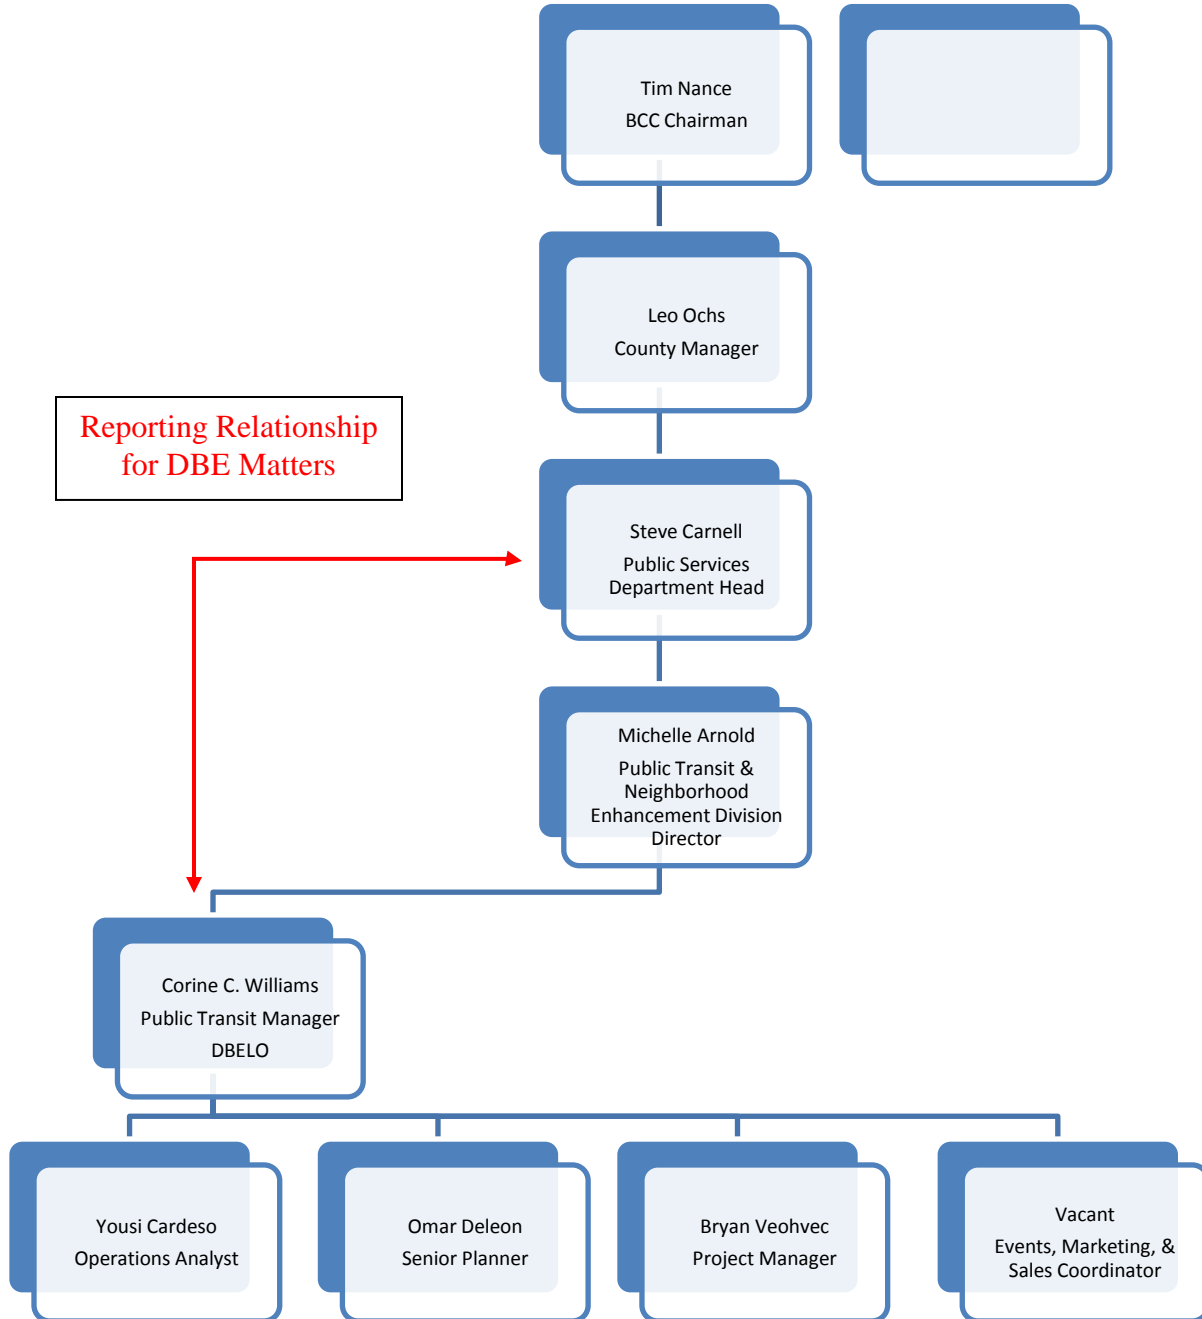 Tim Nance
BCC Chairman
Leo Ochs
County Manager
Reporting Relationship
for DBE Matters
Steve Carnell
Public Services
Department Head
Michelle Arnold
Public Transit &
Neighborhood
Enhancement Division
Director
Corine C. Williams
Public Transit Manager
DBELO
Yousi Cardeso
Operations Analyst
Omar Deleon
Senior Planner
Bryan Veohvec
Project Manager
Vacant
Events, Marketing, &
Sales Coordinator